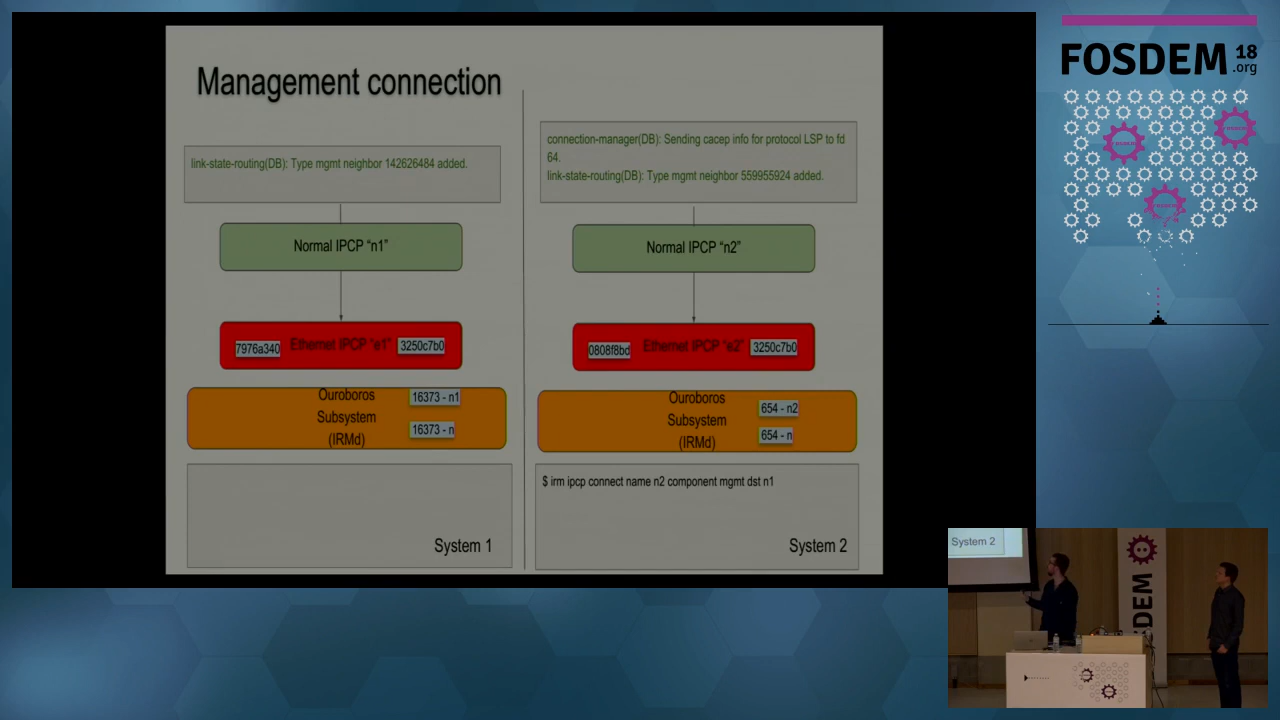 Management connection
link-state-routing(DB): Type mgmt neighbor 142626484 added.
Normal IPCP “n1”
7976a340
Ethernet IPCP “e1”
3250c7b0
Ouroboros
Subsystem
(IRMd)
16373 - n1
16373 - n
System 1
connection-manager(DB): Sending cacep info for protocol LSP to fd
64.
link-state-routing(DB): Type mgmt neighbor 559955924 added.
Normal IPCP “n2”
0808f8bd
Ethernet IPCP “e2”
3250c7b0
Ouroboros
Subsystem
(IRMd)
654 - n2
654 - n
$ irm ipcp connect name n2 component mgmt dst n1
System 2
FOSDEM 18
.org
System 2
DEM